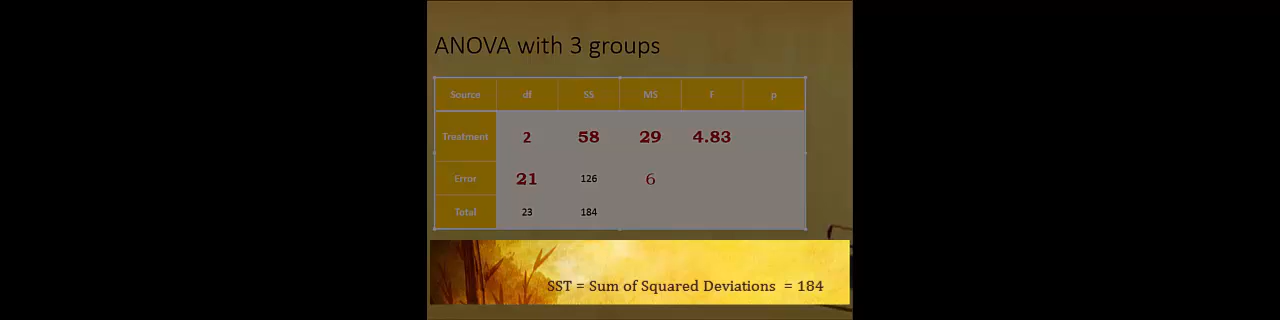 ANOVA with 3 groups
Source df SS MS F p
Treatment 2 58 29 4.83
Error 21 126 6
Total 23 184
SST = Sum of Squared Deviations = 184